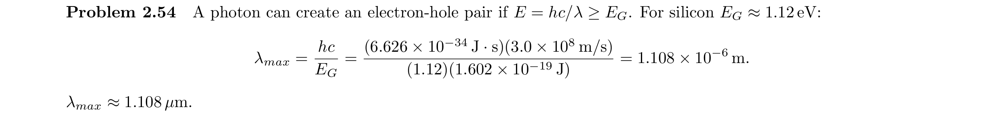 Problem 2.54 A photon can create an electron-hole pair if $E = hc/\lambda \geq E_G$. For silicon $E_G \approx 1.12\,\text{eV}$:
$$\lambda_{max} = \frac{hc}{E_G} = \frac{(6.626 \times 10^{-34}\,\text{J} \cdot \text{s})(3.0 \times 10^8\,\text{m/s})}{(1.12)(1.602 \times 10^{-19}\,\text{J})} = 1.108 \times 10^{-6}\,\text{m}.$$
$\lambda_{max} \approx 1.108\,\mu\text{m}$.